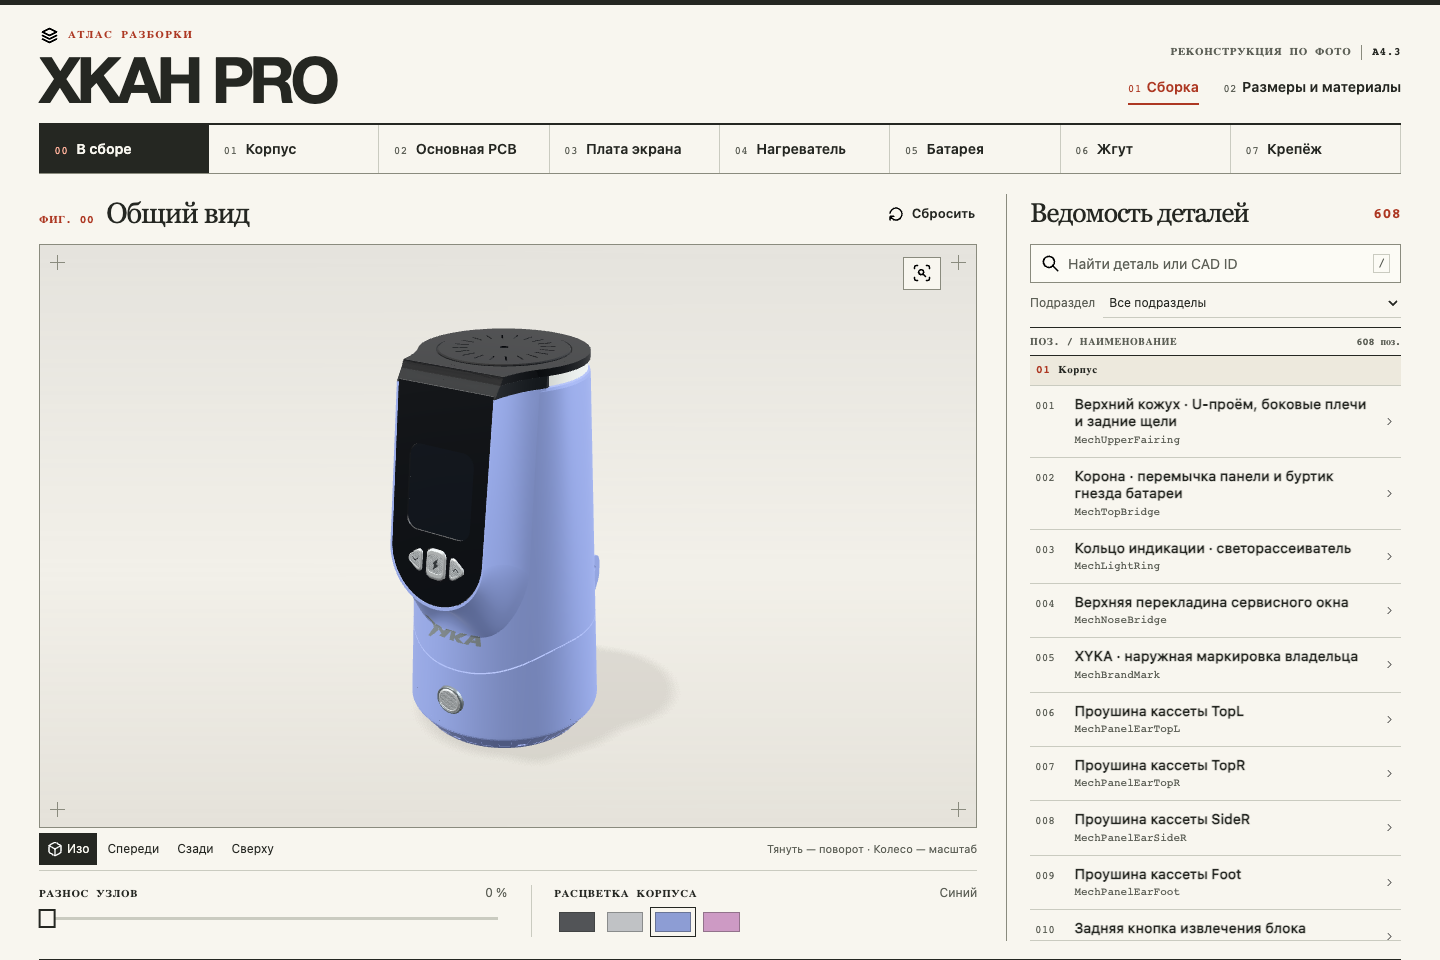 АТЛАС РАЗБОРКИ
XKAH PRO
РЕКОНСТРУКЦИЯ ПО ФОТО A4.3
01 Сборка
02 Размеры и материалы
00 В сборе
01 Корпус
02 Основная PCB
03 Плата экрана
04 Нагреватель
05 Батарея
06 Жгут
07 Крепёж
ФИГ. 00 Общий вид
Сбросить
Ведомость деталей 608
Найти деталь или CAD ID /
Подраздел Все подразделы
ПОЗ. / НАИМЕНОВАНИЕ 608 поз.
01 Корпус
001 Верхний кожух · U-проём, боковые плечи
и задние щели
MechUpperFairing
002 Корона · перемычка панели и буртик
гнезда батареи
MechTopBridge
003 Кольцо индикации · светорассеиватель
MechLightRing
004 Верхняя перекладина сервисного окна
MechNoseBridge
005 XYKA · наружная маркировка владельца
MechBrandMark
006 Проушина кассеты TopL
MechPanelEarTopL
007 Проушина кассеты TopR
MechPanelEarTopR
008 Проушина кассеты SideR
MechPanelEarSideR
009 Проушина кассеты Foot
MechPanelEarFoot
010 Задняя кнопка извлечения блока
Изо
Спереди
Сзади
Сверху
Тянуть — поворот · Колесо — масштаб
РАЗНОС УЗЛОВ 0 %
РАСЦВЕТКА КОРПУСА Синий